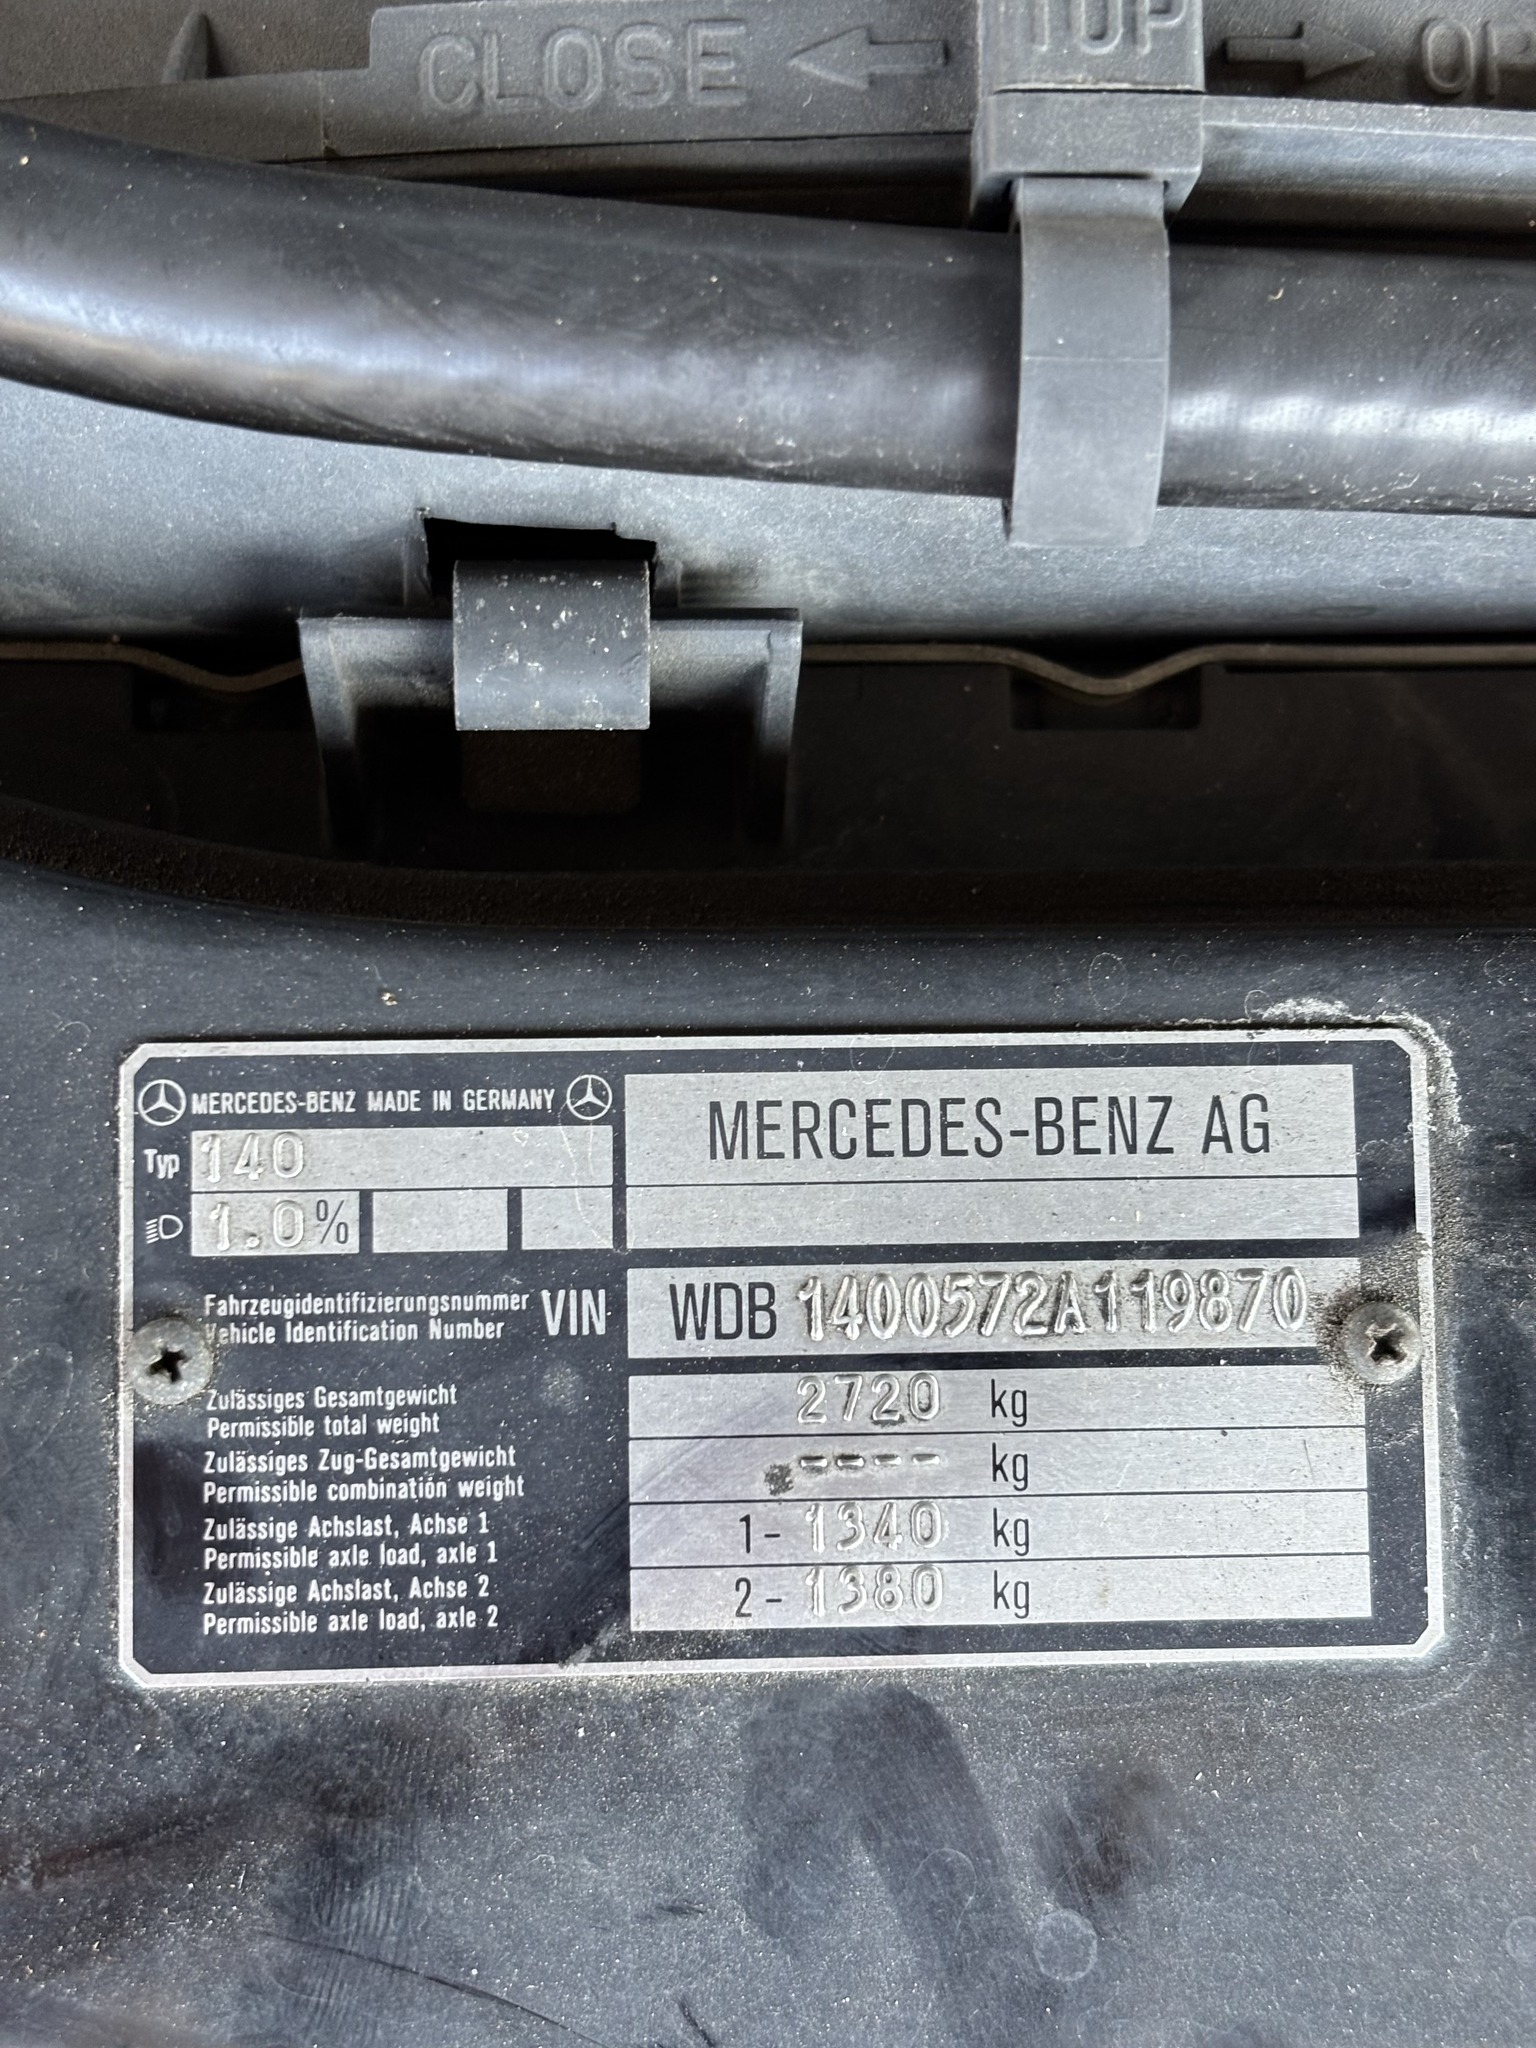 CLOSE ← TOP → OP
MERCEDES-BENZ MADE IN GERMANY
MERCEDES-BENZ AG
Typ 140
1.0%
Fahrzeugidentifizierungsnummer
Vehicle Identification Number
VIN WDB 1400572A119870
Zulässiges Gesamtgewicht
Permissible total weight
2720 kg
Zulässiges Zug-Gesamtgewicht
Permissible combination weight
---- kg
Zulässige Achslast, Achse 1
Permissible axle load, axle 1
1- 1340 kg
Zulässige Achslast, Achse 2
Permissible axle load, axle 2
2- 1380 kg